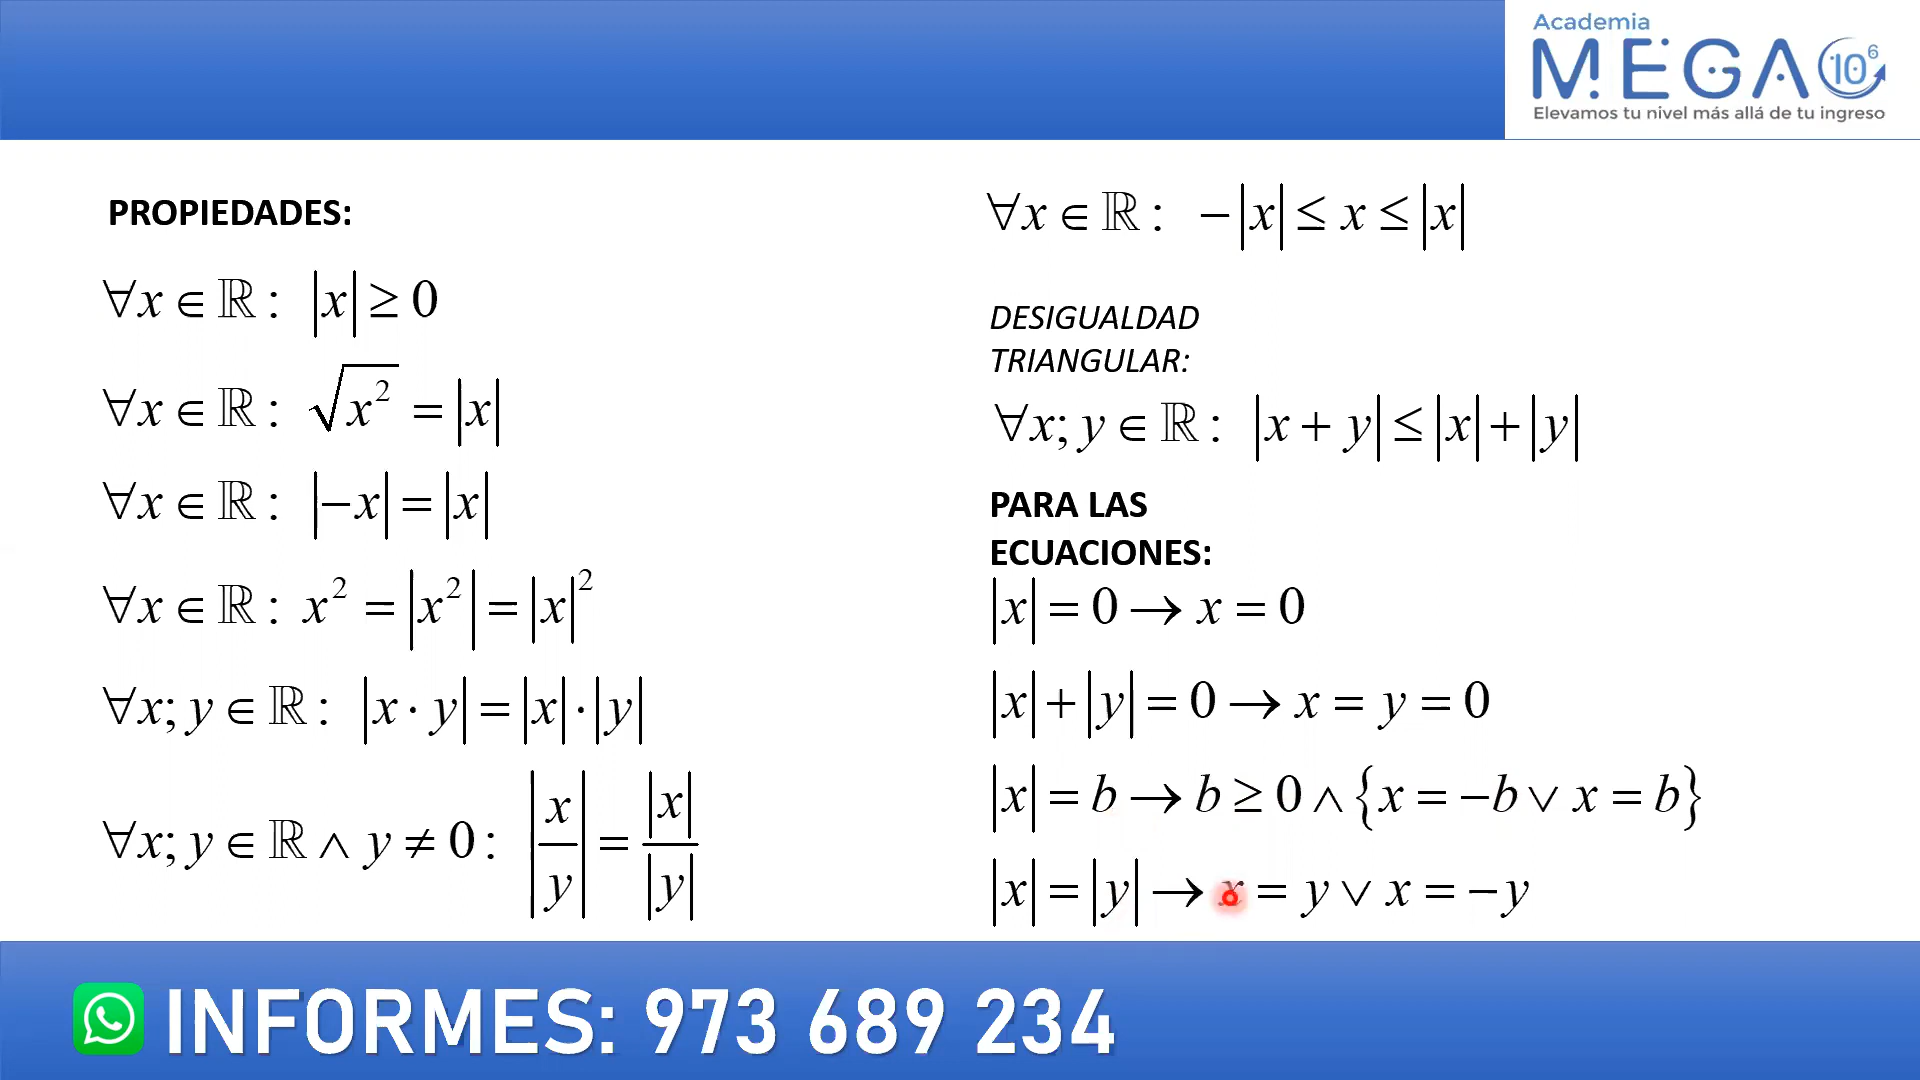 Academia
MEGA 10⁶
Elevamos tu nivel más allá de tu ingreso
PROPIEDADES:
∀x ∈ ℝ : |x| ≥ 0
∀x ∈ ℝ : √x² = |x|
∀x ∈ ℝ : |−x| = |x|
∀x ∈ ℝ : x² = |x²| = |x|²
∀x; y ∈ ℝ : |x · y| = |x| · |y|
∀x; y ∈ ℝ ∧ y ≠ 0 : |x/y| = |x|/|y|
∀x ∈ ℝ : −|x| ≤ x ≤ |x|
DESIGUALDAD
TRIANGULAR:
∀x; y ∈ ℝ : |x + y| ≤ |x| + |y|
PARA LAS
ECUACIONES:
|x| = 0 → x = 0
|x| + |y| = 0 → x = y = 0
|x| = b → b ≥ 0 ∧ {x = −b ∨ x = b}
|x| = |y| → x = y ∨ x = −y
INFORMES: 973 689 234